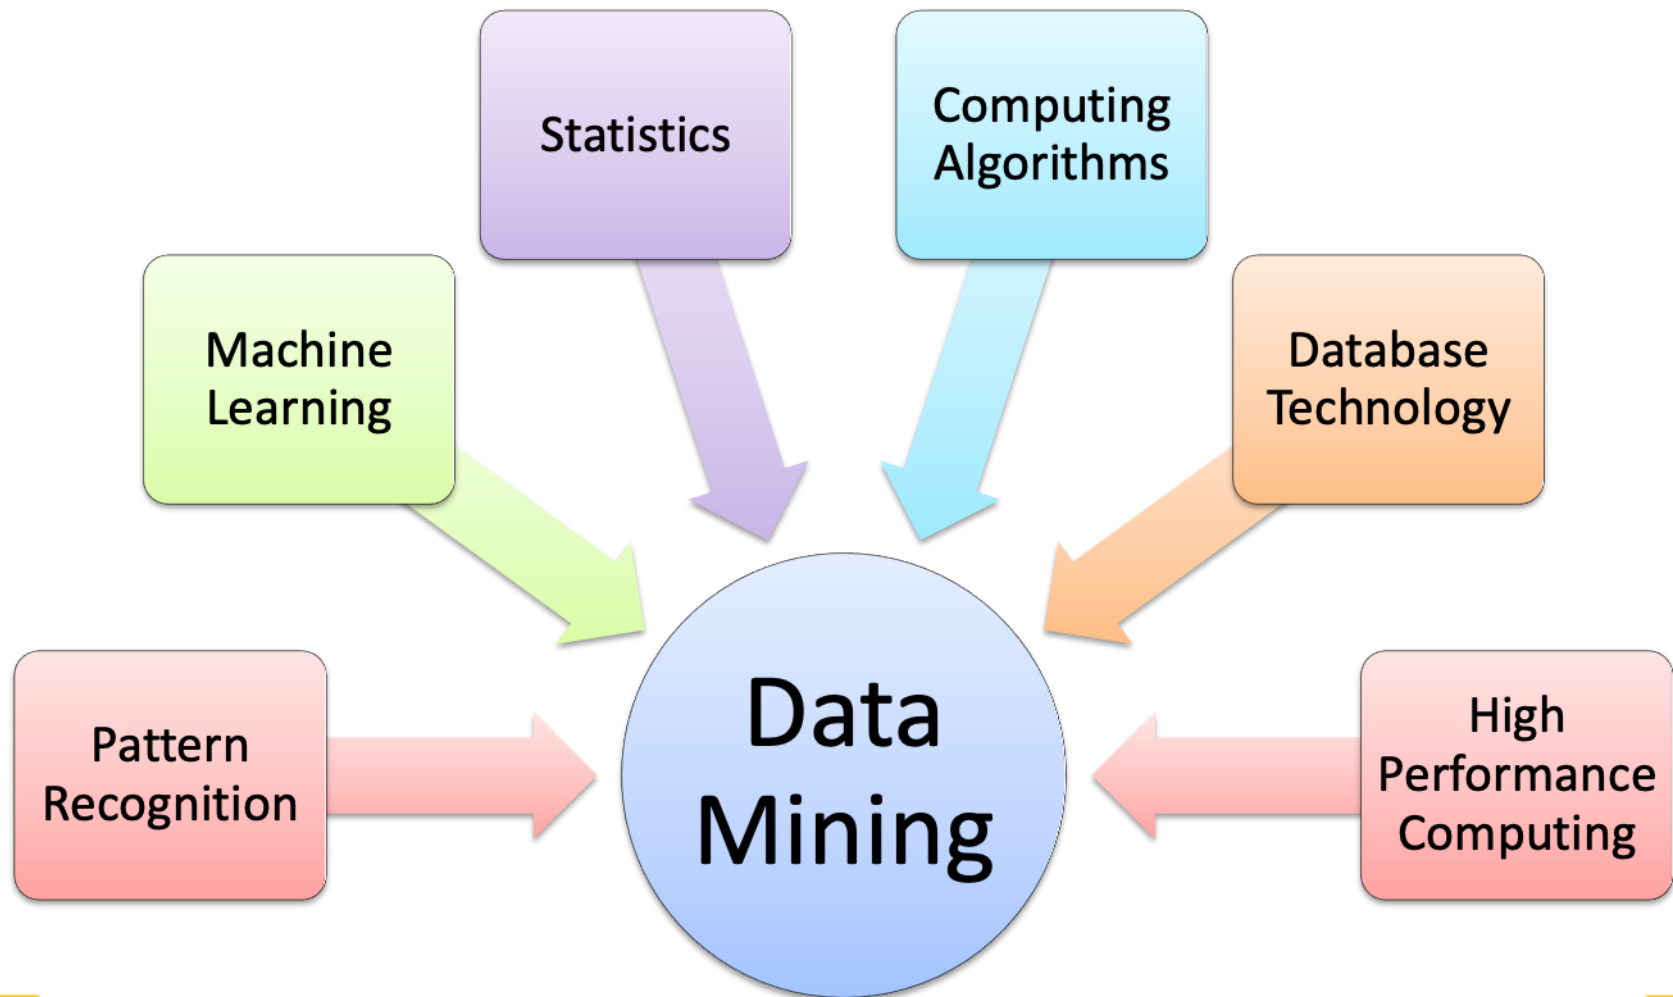 Statistics
Computing
Algorithms
Machine
Learning
Database
Technology
Pattern
Recognition
Data
Mining
High
Performance
Computing